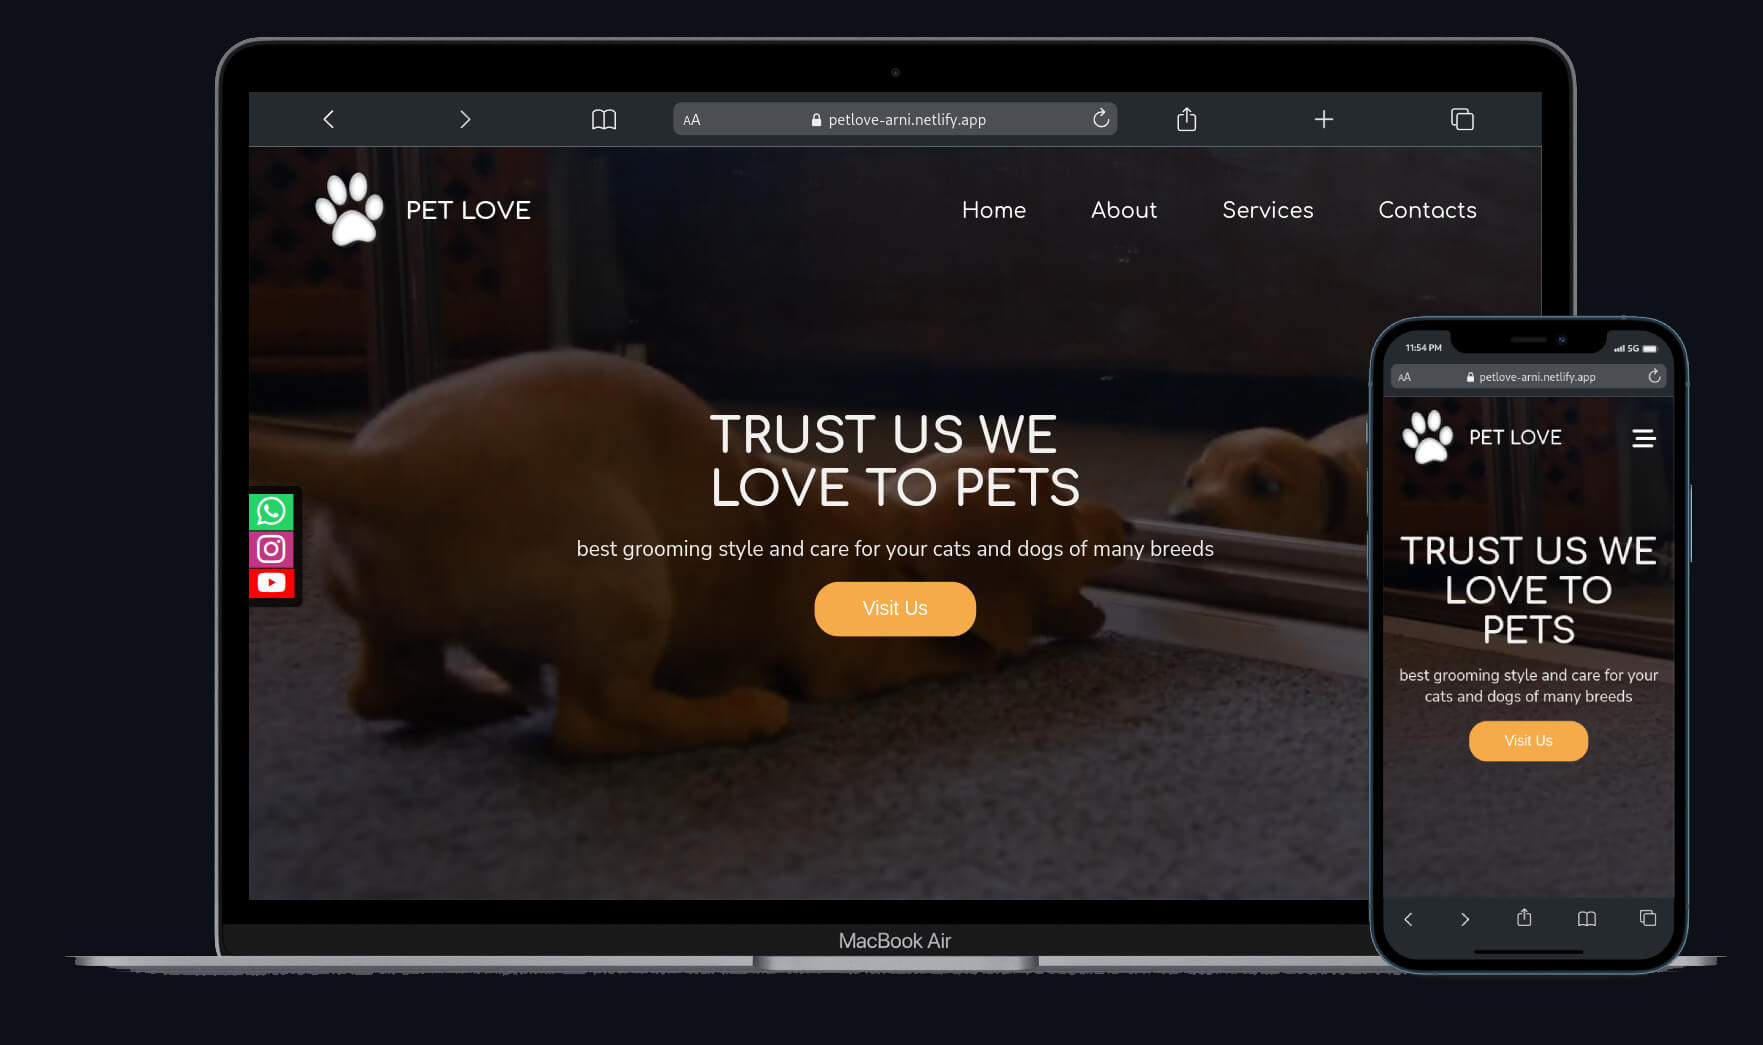 AA petlove-arni.netlify.app
PET LOVE
Home About Services Contacts
TRUST US WE
LOVE TO PETS
best grooming style and care for your cats and dogs of many breeds
Visit Us
MacBook Air
11:54 PM 5G
AA petlove-arni.netlify.app
PET LOVE
TRUST US WE
LOVE TO
PETS
best grooming style and care for your
cats and dogs of many breeds
Visit Us